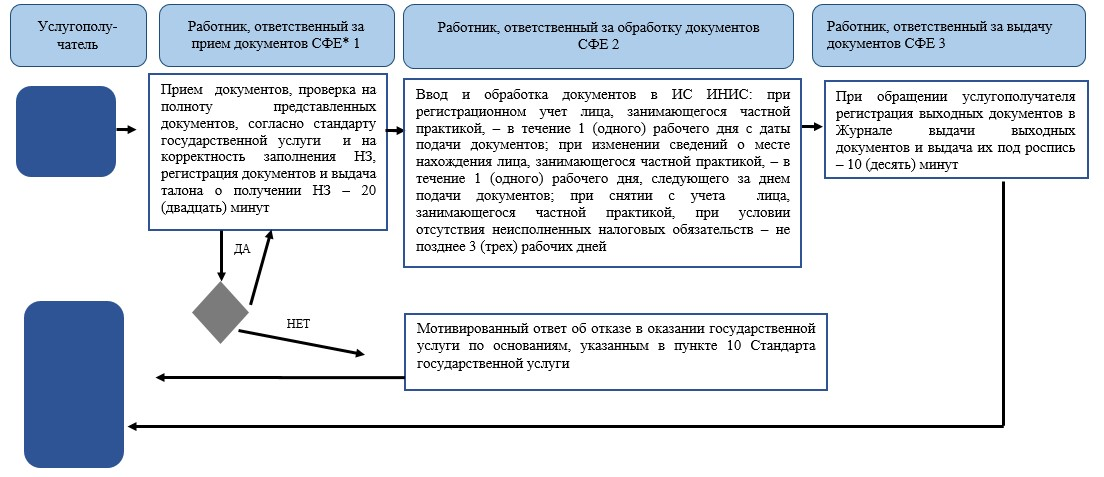 Услугополу-
чатель
Работник, ответственный за
прием документов СФЕ* 1
Работник, ответственный за обработку документов
СФЕ 2
Работник, ответственный за выдачу
документов СФЕ 3
Прием документов, проверка на
полноту представленных
документов, согласно стандарту
государственной услуги и на
корректность заполнения НЗ,
регистрация документов и выдача
талона о получении НЗ – 20
(двадцать) минут
Ввод и обработка документов в ИС ИНИС: при
регистрационном учет лица, занимающегося частной
практикой, – в течение 1 (одного) рабочего дня с даты
подачи документов; при изменении сведений о месте
нахождения лица, занимающегося частной практикой, – в
течение 1 (одного) рабочего дня, следующего за днем
подачи документов; при снятии с учета лица,
занимающегося частной практикой, при условии
отсутствия неисполненных налоговых обязательств – не
позднее 3 (трех) рабочих дней
При обращении услугополучателя
регистрация выходных документов в
Журнале выдачи выходных
документов и выдача их под роспись
– 10 (десять) минут
ДА
НЕТ
Мотивированный ответ об отказе в оказании государственной
услуги по основаниям, указанным в пункте 10 Стандарта
государственной услуги